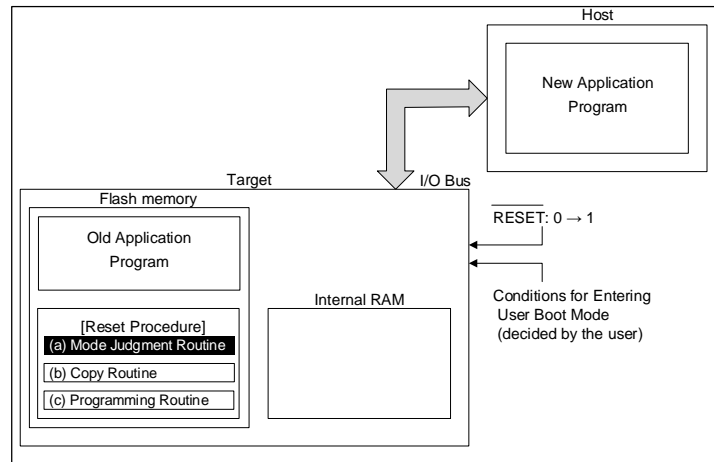 Host
New Application
Program
Target
I/O Bus
Flash memory
Old Application
Program
RESET: 0 → 1
Internal RAM
Conditions for Entering
User Boot Mode
(decided by the user)
[Reset Procedure]
(a) Mode Judgment Routine
(b) Copy Routine
(c) Programming Routine